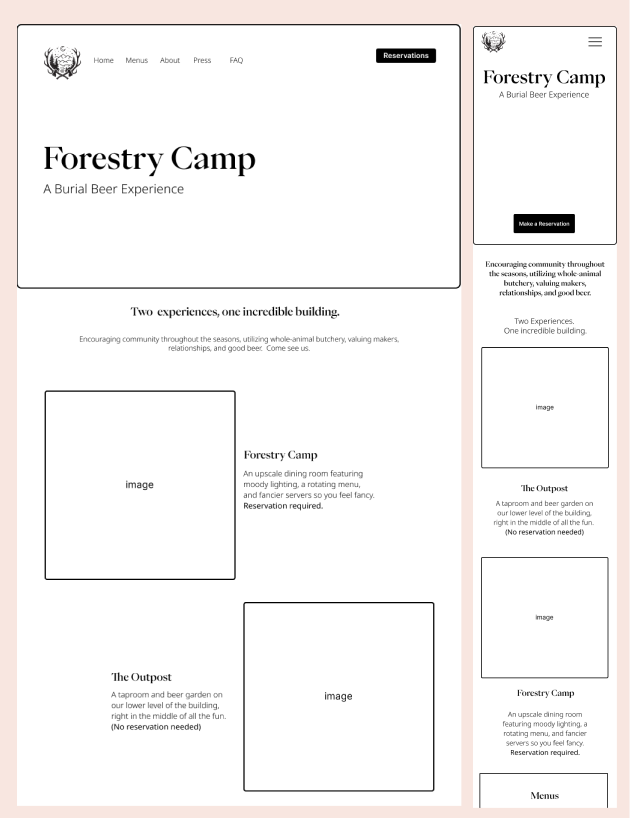 Home Menus About Press FAQ
Reservations
Forestry Camp
A Burial Beer Experience
Two experiences, one incredible building.
Encouraging community throughout the seasons, utilizing whole-animal butchery, valuing makers,
relationships, and good beer. Come see us.
image
Forestry Camp
An upscale dining room featuring
moody lighting, a rotating menu,
and fancier servers so you feel fancy.
Reservation required.
The Outpost
A taproom and beer garden on
our lower level of the building,
right in the middle of all the fun.
(No reservation needed)
image
Forestry Camp
A Burial Beer Experience
Make a Reservation
Encouraging community throughout
the seasons, utilizing whole-animal
butchery, valuing makers,
relationships, and good beer.
Two Experiences.
One incredible building.
image
The Outpost
A taproom and beer garden on
our lower level of the building,
right in the middle of all the fun.
(No reservation needed)
image
Forestry Camp
An upscale dining room
featuring moody lighting, a
rotating menu, and fancier
servers so you feel fancy.
Reservation required.
Menus